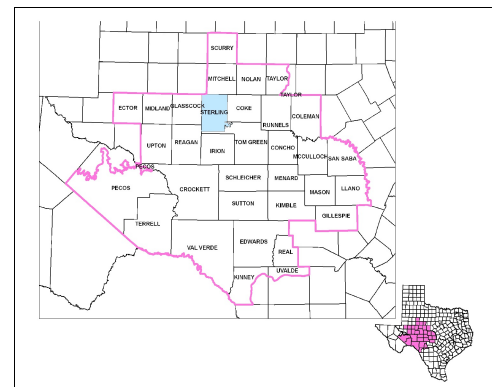 SCURRY
MITCHELL NOLAN TAYLOR
TAYLOR
ECTOR MIDLAND GLASSCOCK STERLING COKE COLEMAN
RUNNELS
UPTON REAGAN IRION TOM GREEN CONCHO
MCCULLOCH SAN SABA
PECOS
PECOS CROCKETT SCHLEICHER MENARD MASON LLANO
SUTTON KIMBLE
GILLESPIE
TERRELL
VAL VERDE EDWARDS REAL
KINNEY UVALDE